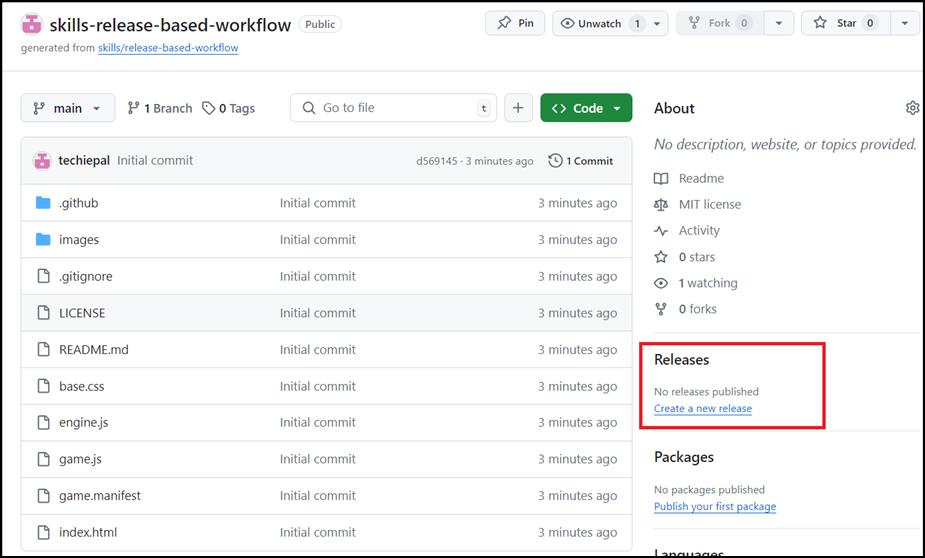 skills-release-based-workflow Public Pin Unwatch 1 Fork 0 Star 0
generated from skills/release-based-workflow
main 1 Branch 0 Tags Go to file t Code
techiepal Initial commit d569145 · 3 minutes ago 1 Commit
.github Initial commit 3 minutes ago
images Initial commit 3 minutes ago
.gitignore Initial commit 3 minutes ago
LICENSE Initial commit 3 minutes ago
README.md Initial commit 3 minutes ago
base.css Initial commit 3 minutes ago
engine.js Initial commit 3 minutes ago
game.js Initial commit 3 minutes ago
game.manifest Initial commit 3 minutes ago
index.html Initial commit 3 minutes ago
About
No description, website, or topics provided.
Readme
MIT license
Activity
0 stars
1 watching
0 forks
Releases
No releases published
Create a new release
Packages
No packages published
Publish your first package
Languages